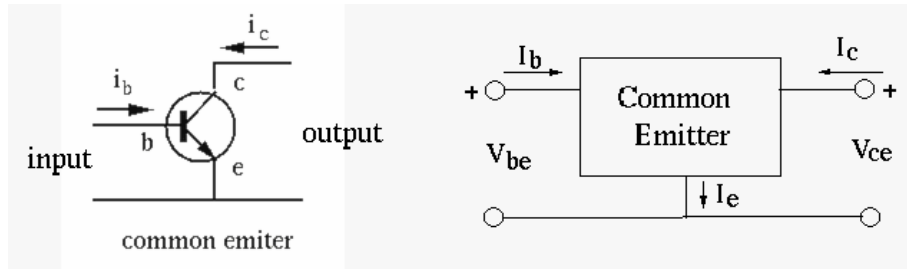 i_c
i_b
c
b
e
input
output
common emiter
I_b
I_c
+
+
Common
Emitter
V_be
V_ce
I_e